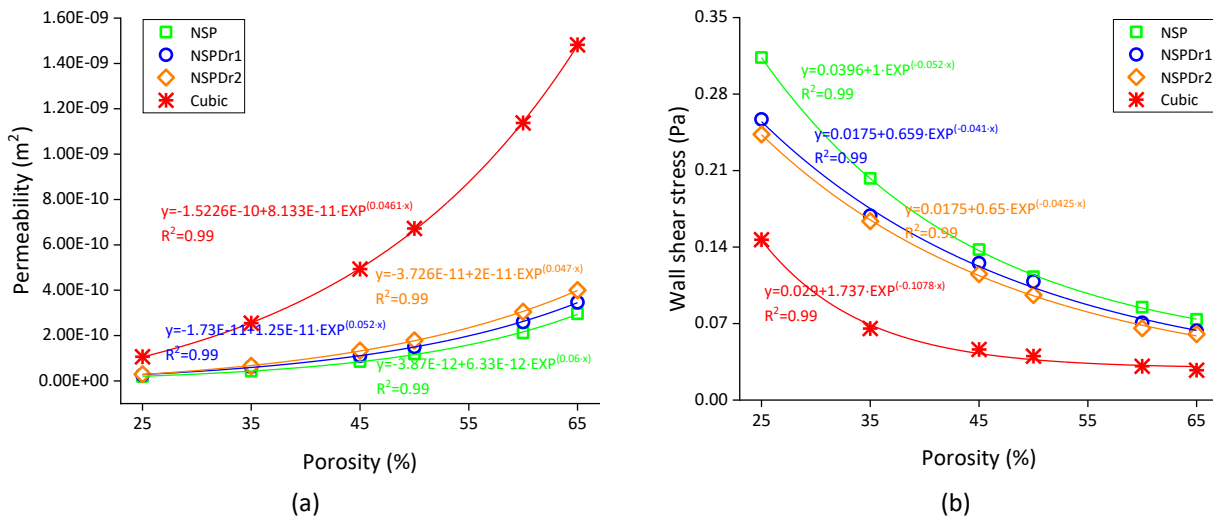 1.60E-09
1.40E-09
1.20E-09
1.00E-09
8.00E-10
6.00E-10
4.00E-10
2.00E-10
0.00E+00
Permeability (m²)
NSP
NSPDr1
NSPDr2
Cubic
y=-1.5226E-10+8.133E-11·EXP^(0.0461·x)
R²=0.99
y=-3.726E-11+2E-11·EXP^(0.047·x)
R²=0.99
y=-1.73E-11+1.25E-11·EXP^(0.052·x)
R²=0.99
y=-3.87E-12+6.33E-12·EXP^(0.06·x)
R²=0.99
25 35 45 55 65
Porosity (%)
(a)
0.35
0.28
0.21
0.14
0.07
0.00
Wall shear stress (Pa)
NSP
NSPDr1
NSPDr2
Cubic
y=0.0396+1·EXP^(-0.052·x)
R²=0.99
y=0.0175+0.659·EXP^(-0.041·x)
R²=0.99
y=0.0175+0.65·EXP^(-0.0425·x)
R²=0.99
y=0.029+1.737·EXP^(-0.1078·x)
R²=0.99
25 35 45 55 65
Porosity (%)
(b)